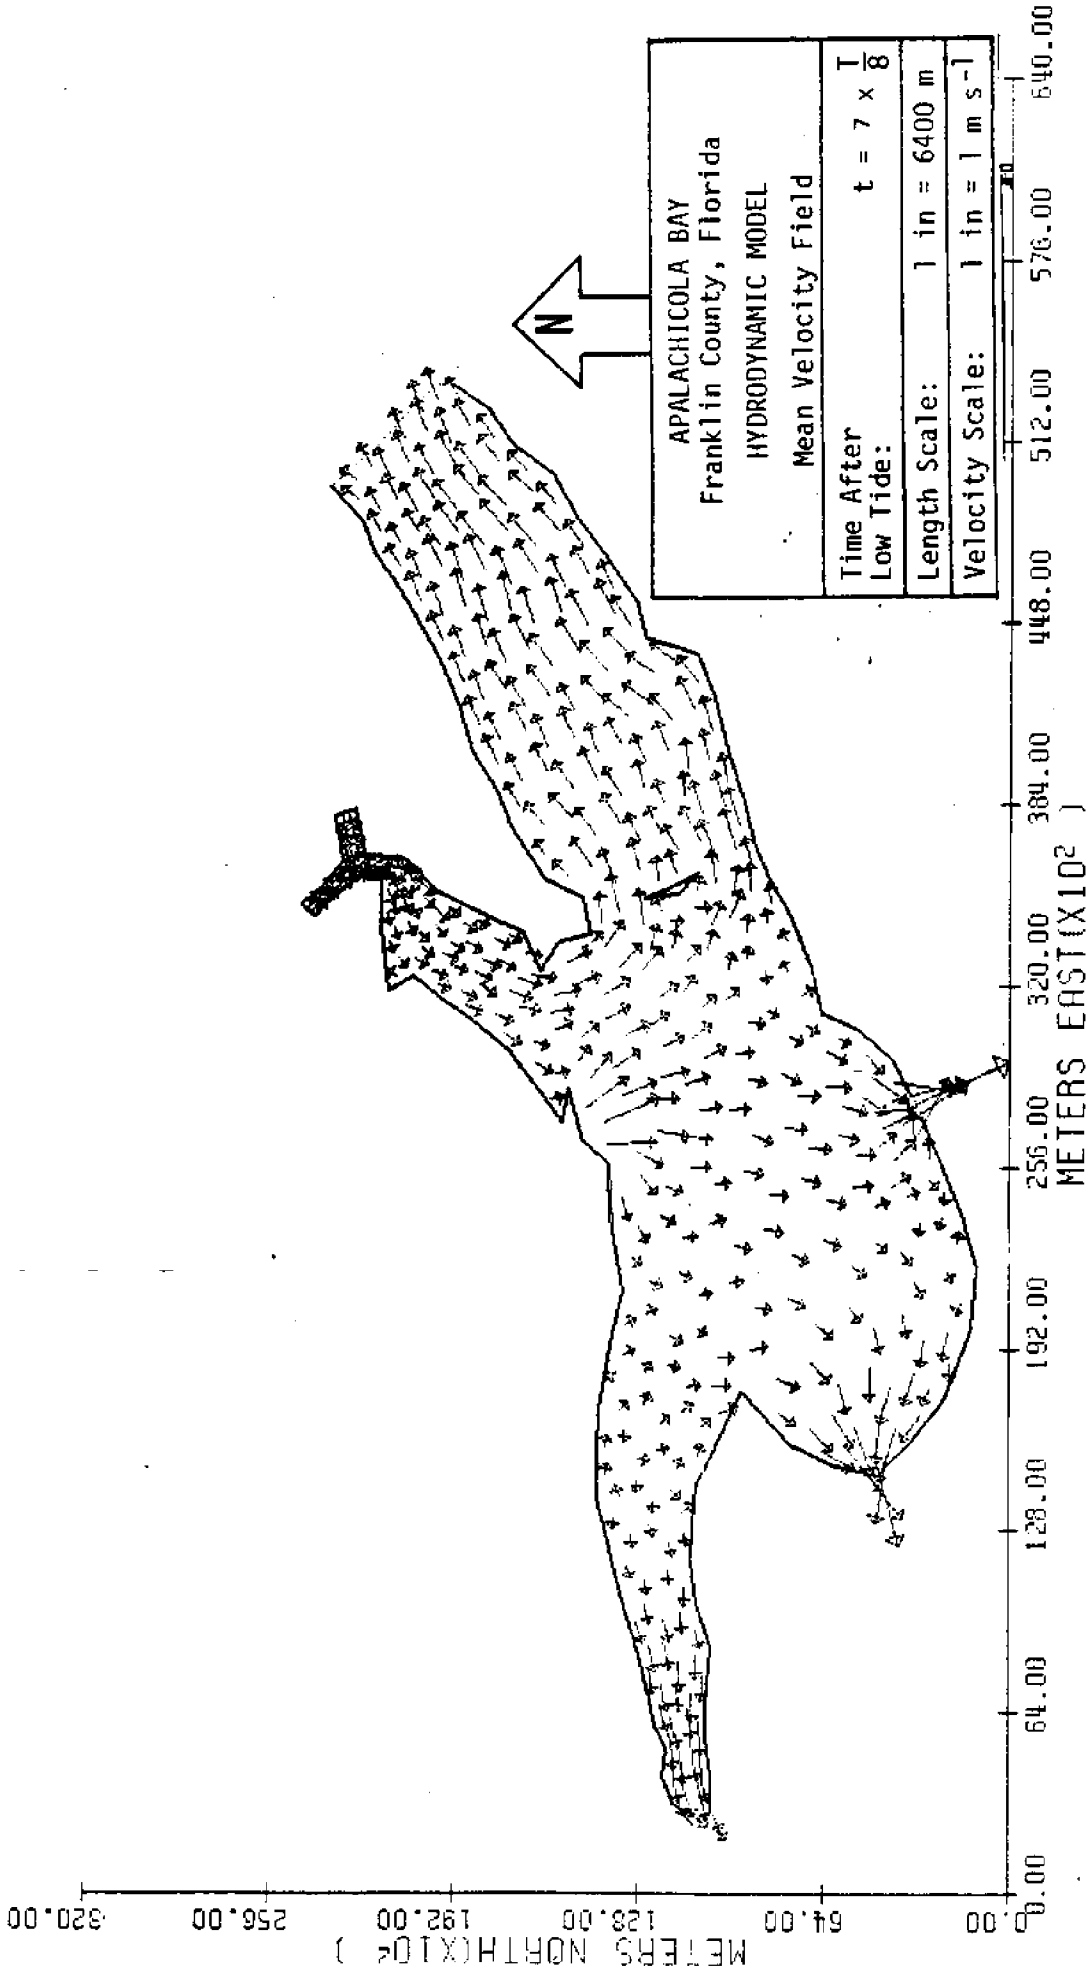 N
APALACHICOLA BAY
Franklin County, Florida
HYDRODYNAMIC MODEL
Mean Velocity Field
Time After
Low Tide: t = 7 x T/8
Length Scale: 1 in = 6400 m
Velocity Scale: 1 in = 1 m s⁻¹
METERS NORTH(X10²)
320.00
256.00
192.00
128.00
64.00
0.00
0.00 64.00 128.00 192.00 256.00 320.00 384.00 448.00 512.00 576.00 640.00
METERS EAST(X10²)